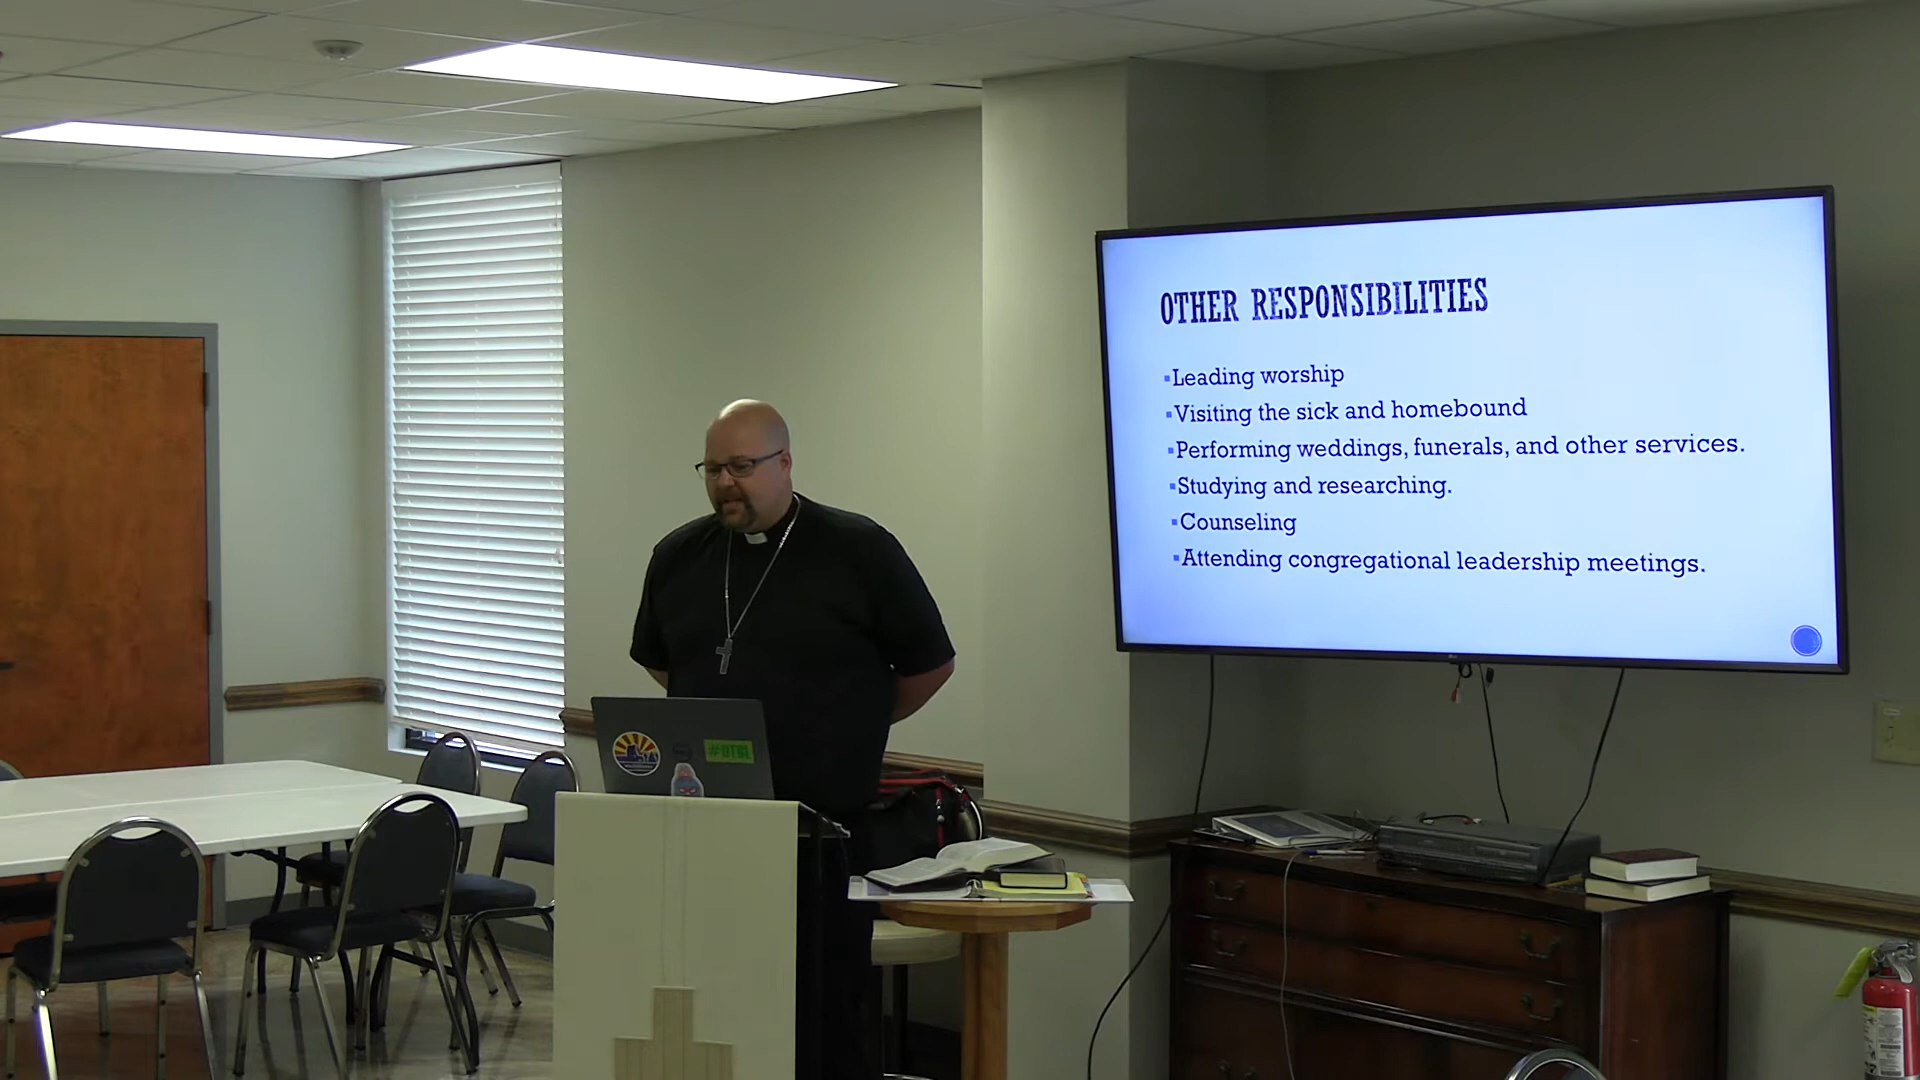 OTHER RESPONSIBILITIES
▪Leading worship
▪Visiting the sick and homebound
▪Performing weddings, funerals, and other services.
▪Studying and researching.
▪Counseling
▪Attending congregational leadership meetings.